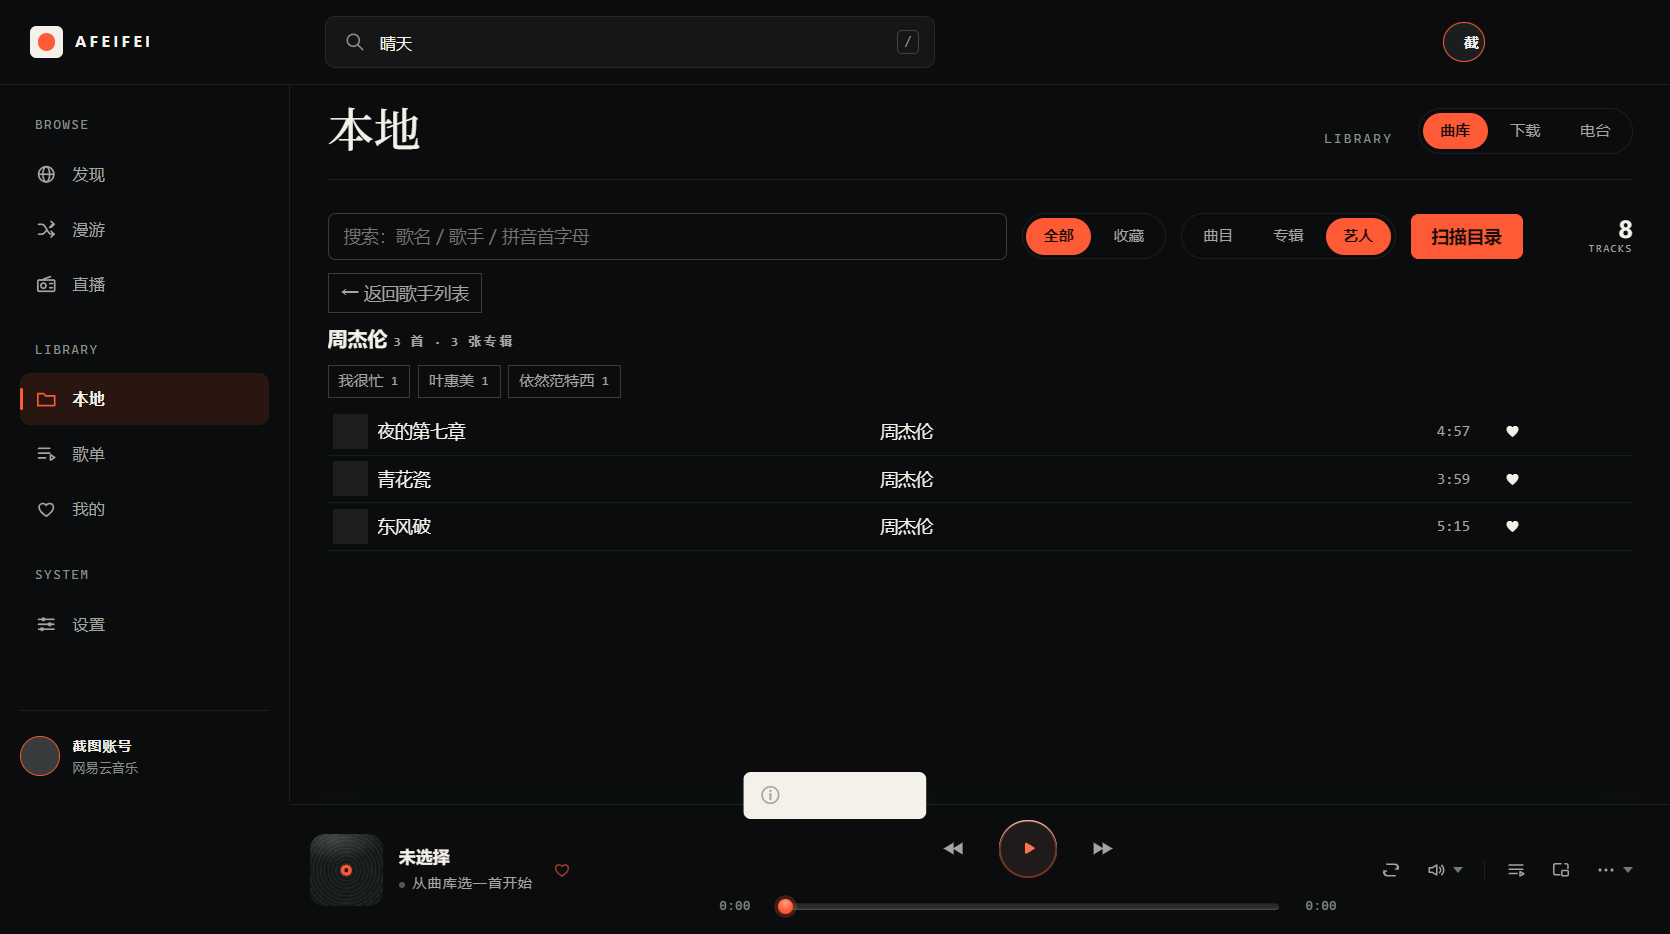 AFEIFEI
晴天
/
截
BROWSE
发现
漫游
直播
LIBRARY
本地
歌单
我的
SYSTEM
设置
截图账号
网易云音乐
本地
LIBRARY
曲库 下载 电台
搜索：歌名 / 歌手 / 拼音首字母
全部 收藏
曲目 专辑 艺人
扫描目录
8
TRACKS
← 返回歌手列表
周杰伦 3 首 · 3 张专辑
我很忙 1 叶惠美 1 依然范特西 1
夜的第七章 周杰伦 4:57
青花瓷 周杰伦 3:59
东风破 周杰伦 5:15
未选择
从曲库选一首开始
0:00 0:00